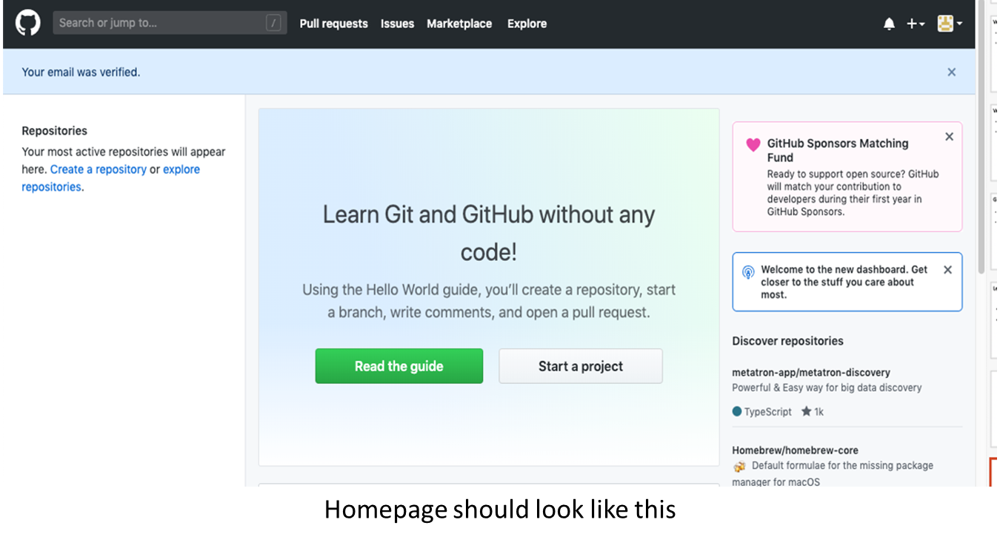 Search or jump to... /
Pull requests Issues Marketplace Explore
Your email was verified.
Repositories
Your most active repositories will appear
here. Create a repository or explore
repositories.
Learn Git and GitHub without any
code!
Using the Hello World guide, you’ll create a repository, start
a branch, write comments, and open a pull request.
Read the guide
Start a project
GitHub Sponsors Matching
Fund
Ready to support open source? GitHub
will match your contribution to
developers during their first year in
GitHub Sponsors.
Welcome to the new dashboard. Get
closer to the stuff you care about
most.
Discover repositories
metatron-app/metatron-discovery
Powerful & Easy way for big data discovery
TypeScript ★ 1k
Homebrew/homebrew-core
Default formulae for the missing package
manager for macOS
Homepage should look like this